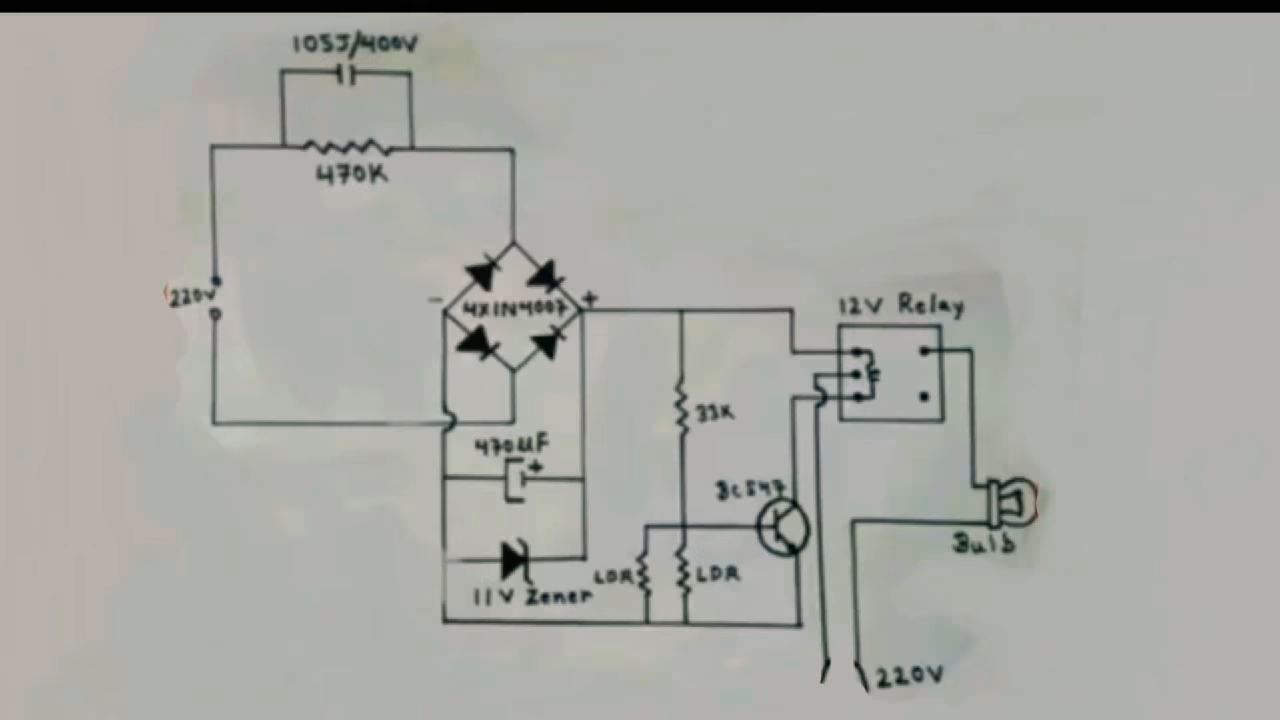 105J/400V
470K
220V
-
+
4X1N4007
12V Relay
33K
470uF
+
BC547
LDR
LDR
11V Zener
Bulb
220V